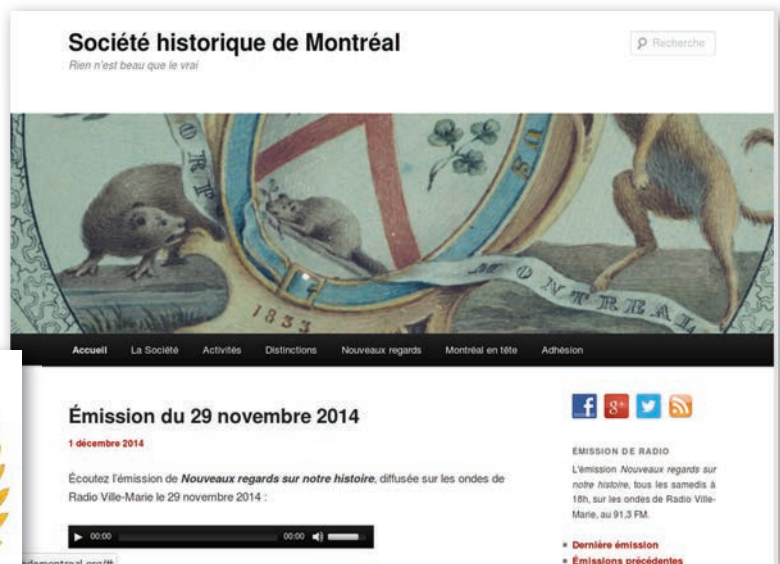 Société historique de Montréal
Rien n'est beau que le vrai
Recherche
1833
MONTREAL
Accueil La Société Activités Distinctions Nouveaux regards Montréal en tête Adhésion
Émission du 29 novembre 2014
1 décembre 2014
Écoutez l'émission de Nouveaux regards sur notre histoire, diffusée sur les ondes de
Radio Ville-Marie le 29 novembre 2014 :
00:00 00:00
ÉMISSION DE RADIO
L'émission Nouveaux regards sur
notre histoire, tous les samedis à
16h, sur les ondes de Radio Ville-
Marie, au 91,3 FM.
Dernière émission
Émissions précédentes